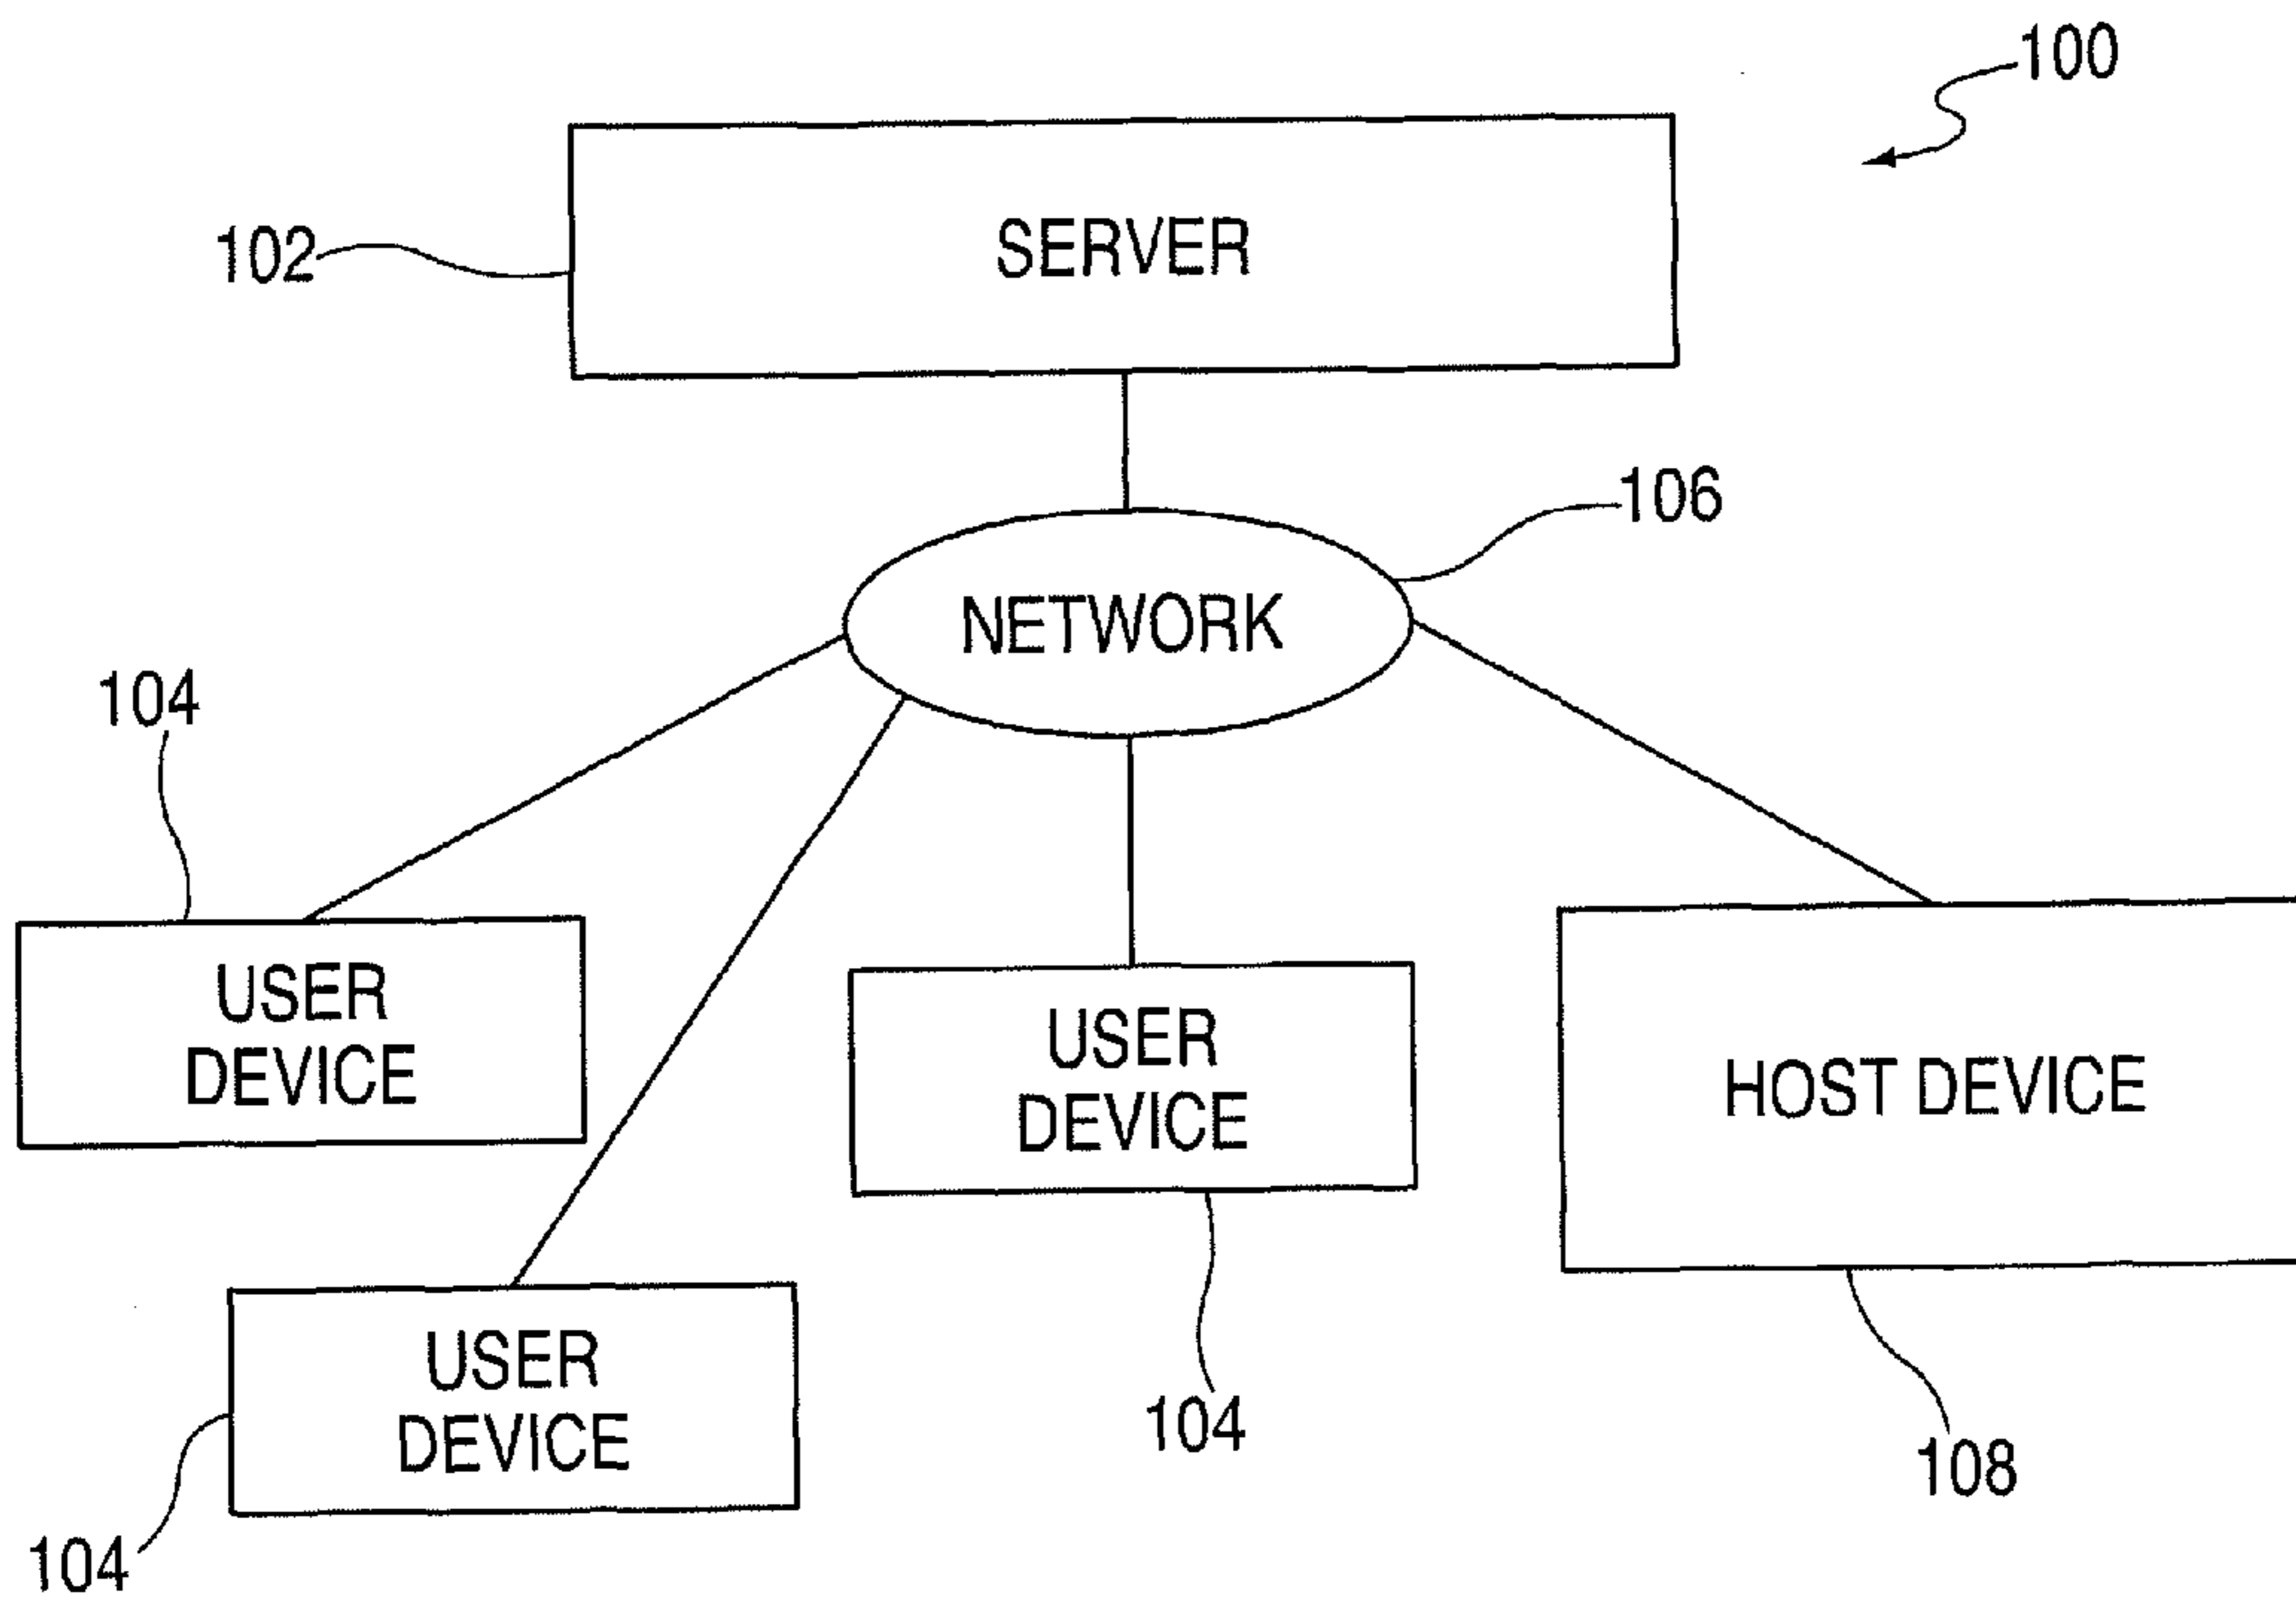 100
SERVER
102
106
NETWORK
104
USER
DEVICE
USER
DEVICE
HOST DEVICE
USER
DEVICE
104
108
104